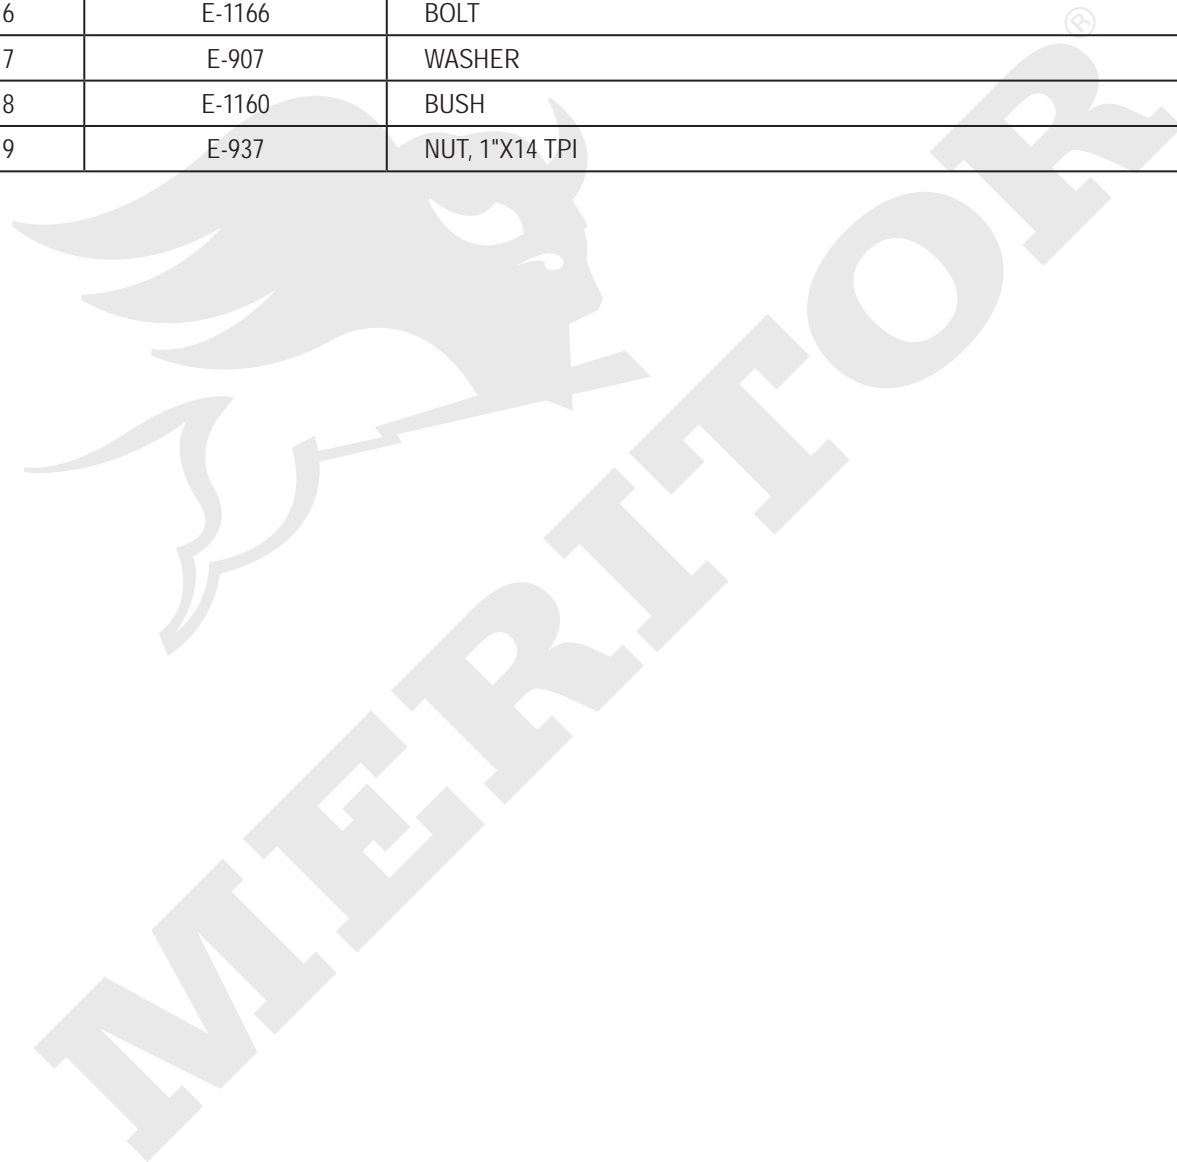 6 E-1166 BOLT
7 E-907 WASHER
8 E-1160 BUSH
9 E-937 NUT, 1"X14 TPI
MERITOR®